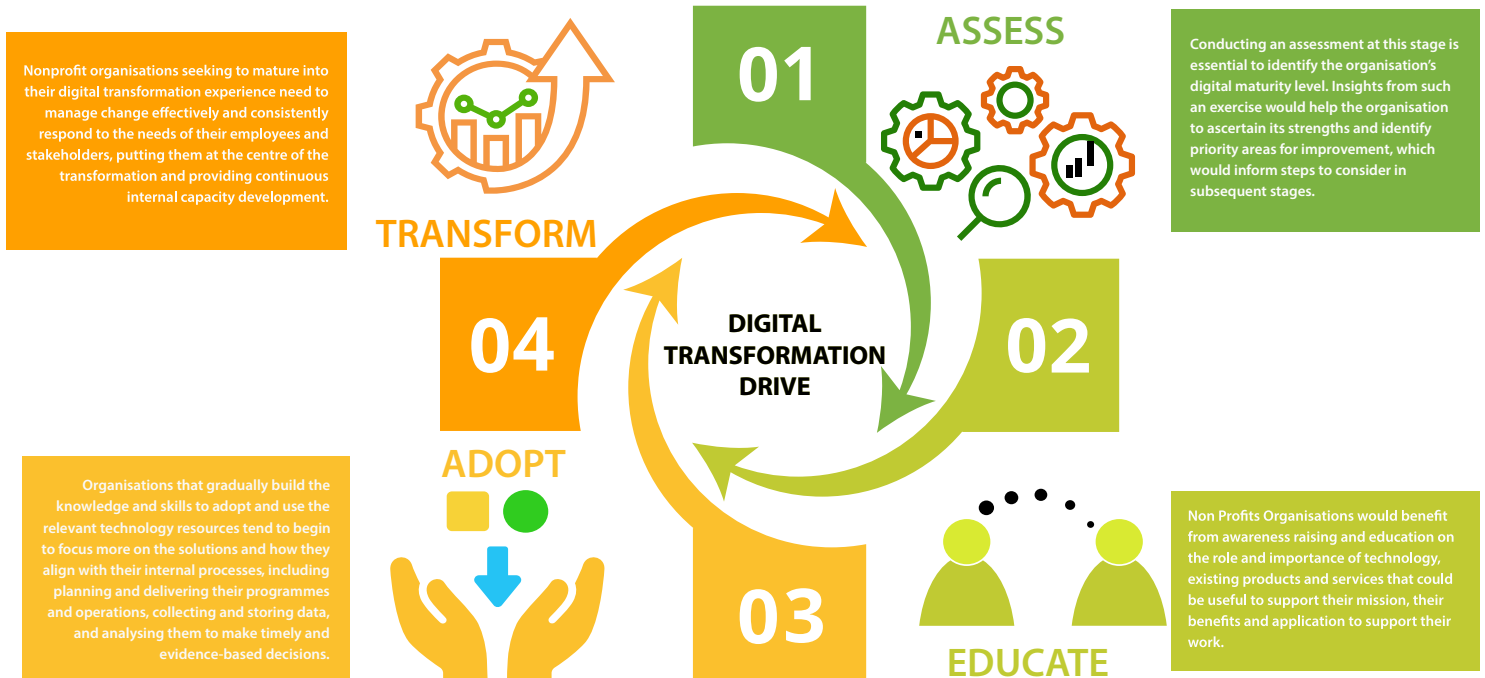 01
ASSESS
Conducting an assessment at this stage is
essential to identify the organisation's
digital maturity level. Insights from such
an exercise would help the organisation
to ascertain its strengths and identify
priority areas for improvement, which
would inform steps to consider in
subsequent stages.
02
EDUCATE
Non Profits Organisations would benefit
from awareness raising and education on
the role and importance of technology,
existing products and services that could
be useful to support their mission, their
benefits and application to support their
work.
03
ADOPT
Organisations that gradually build the
knowledge and skills to adopt and use the
relevant technology resources tend to begin
to focus more on the solutions and how they
align with their internal processes, including
planning and delivering their programmes
and operations, collecting and storing data,
and analysing them to make timely and
evidence-based decisions.
04
TRANSFORM
Nonprofit organisations seeking to mature into
their digital transformation experience need to
manage change effectively and consistently
respond to the needs of their employees and
stakeholders, putting them at the centre of the
transformation and providing continuous
internal capacity development.
DIGITAL
TRANSFORMATION
DRIVE